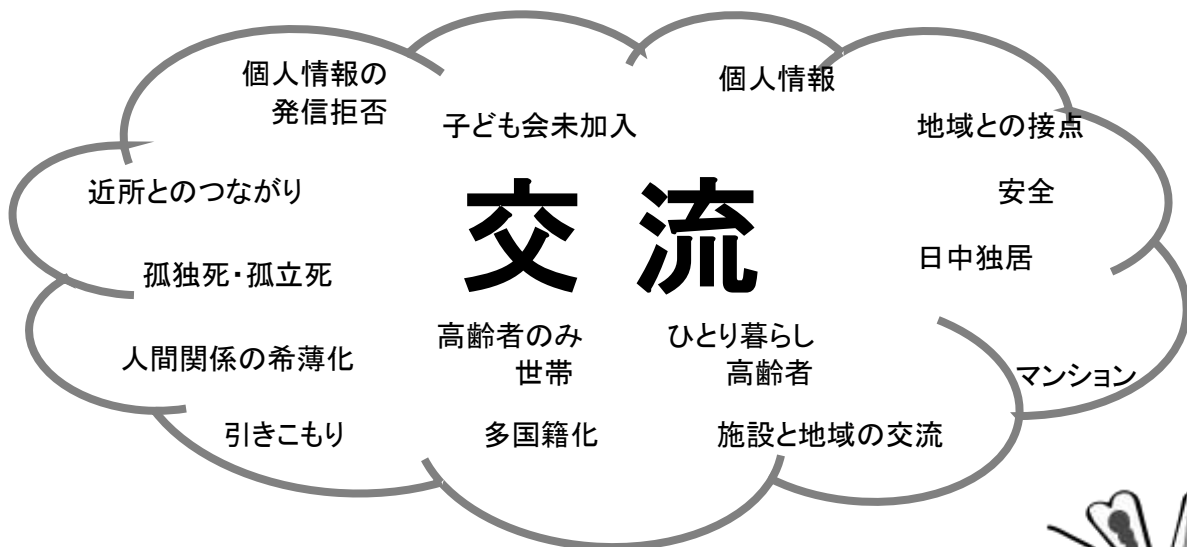 個人情報の
発信拒否
個人情報
子ども会未加入
地域との接点
近所とのつながり
安全
交流
日中独居
孤独死・孤立死
高齢者のみ
世帯
ひとり暮らし
高齢者
人間関係の希薄化
マンション
引きこもり
多国籍化
施設と地域の交流